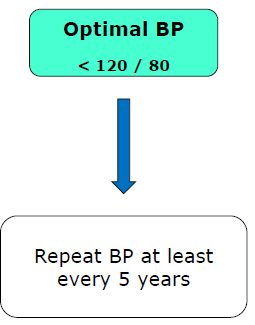 Optimal BP
< 120 / 80
Repeat BP at least
every 5 years